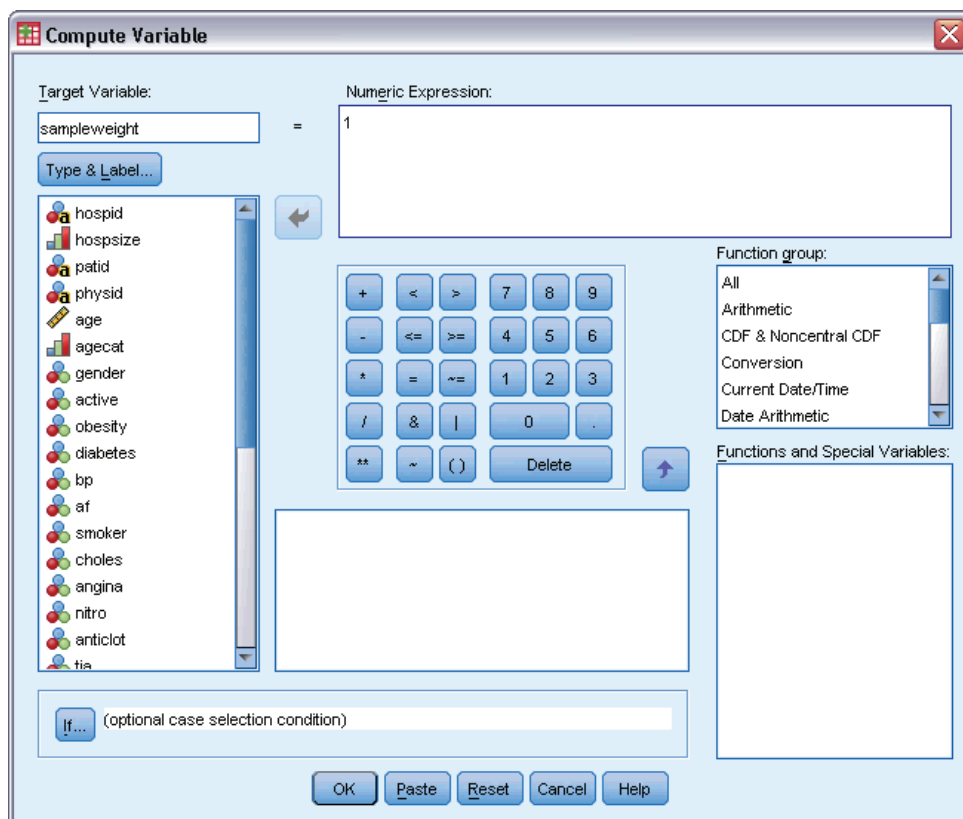 Compute Variable
Target Variable:
Numeric Expression:
sampleweight
=
1
Type & Label...
hospid
hospsize
patid
physid
age
agecat
gender
active
obesity
diabetes
bp
af
smoker
choles
angina
nitro
anticlot
tia
+ < > 7 8 9
- <= >= 4 5 6
* = ~= 1 2 3
/ & | 0 .
** ~ ( ) Delete
Function group:
All
Arithmetic
CDF & Noncentral CDF
Conversion
Current Date/Time
Date Arithmetic
Functions and Special Variables:
If... (optional case selection condition)
OK Paste Reset Cancel Help